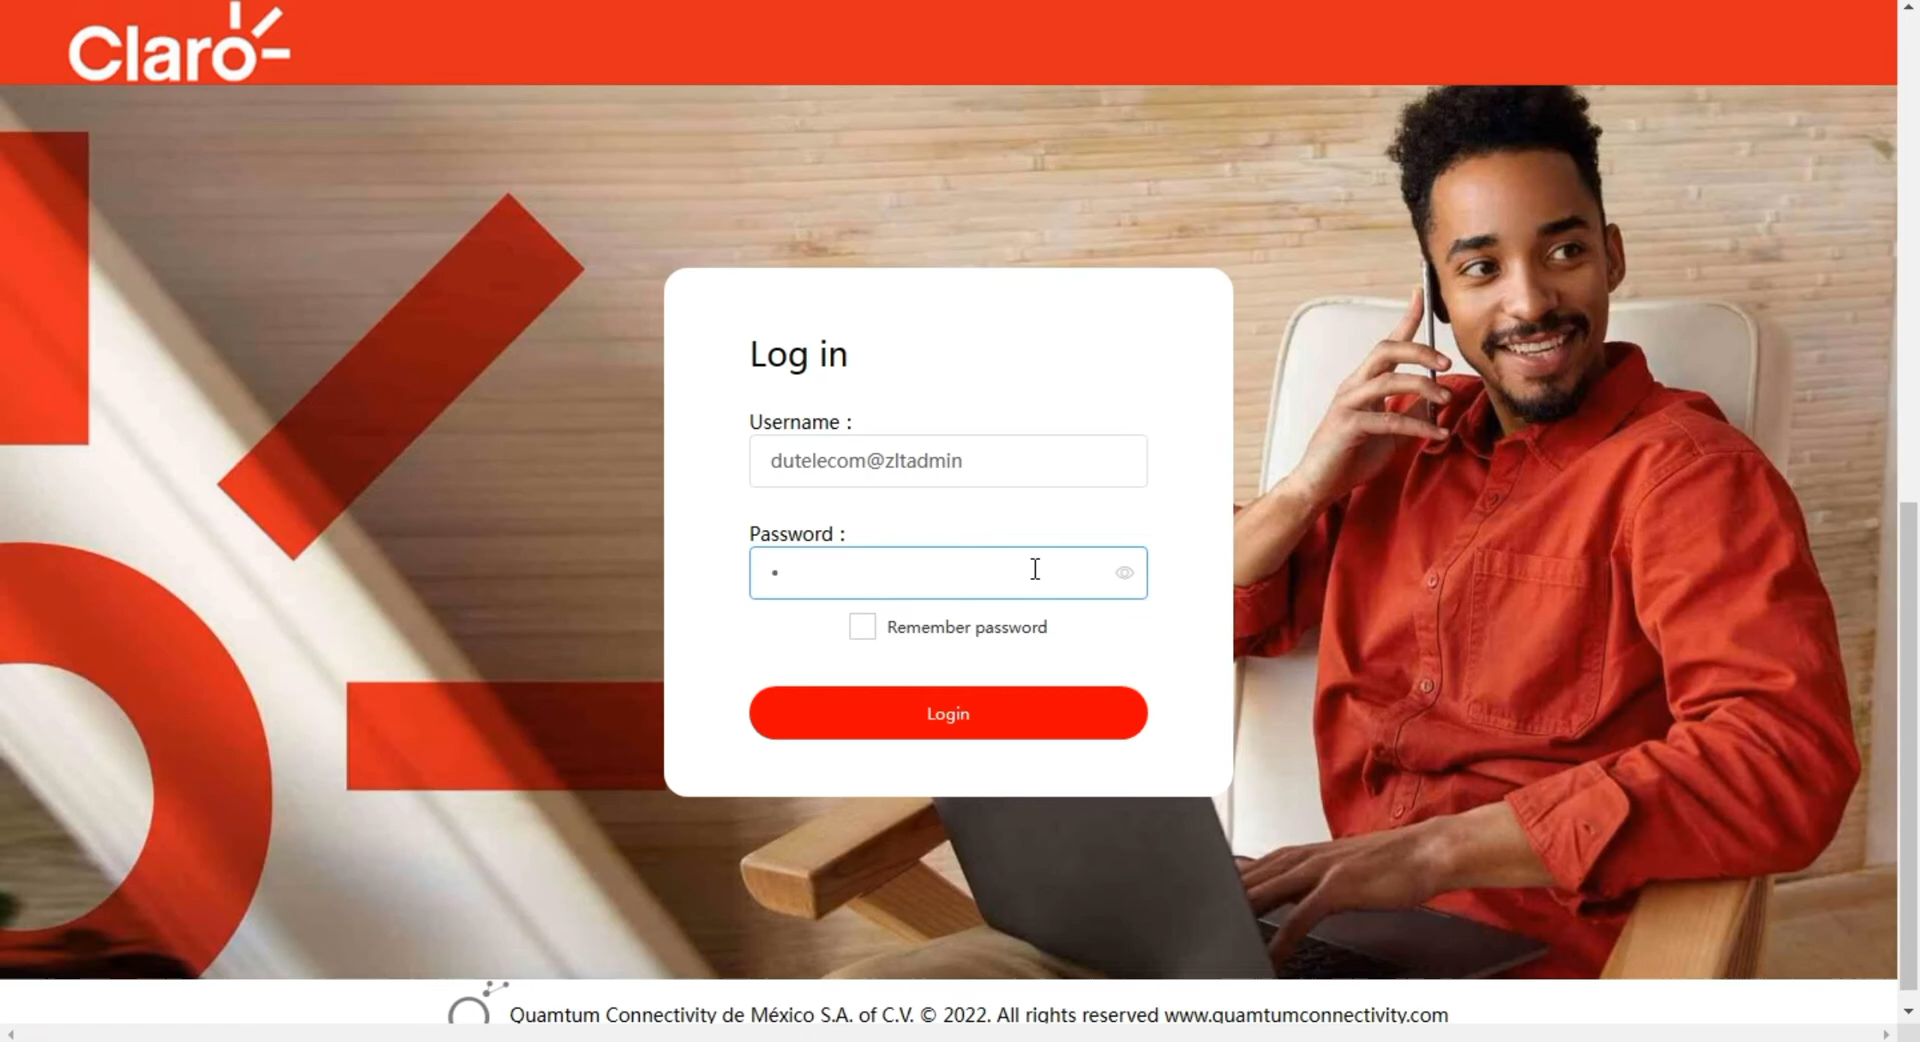 Claro
Log in
Username :
dutelecom@zltadmin
Password :
•
Remember password
Login
Quamtum Connectivity de México S.A. of C.V. © 2022. All rights reserved www.quamtumconnectivity.com